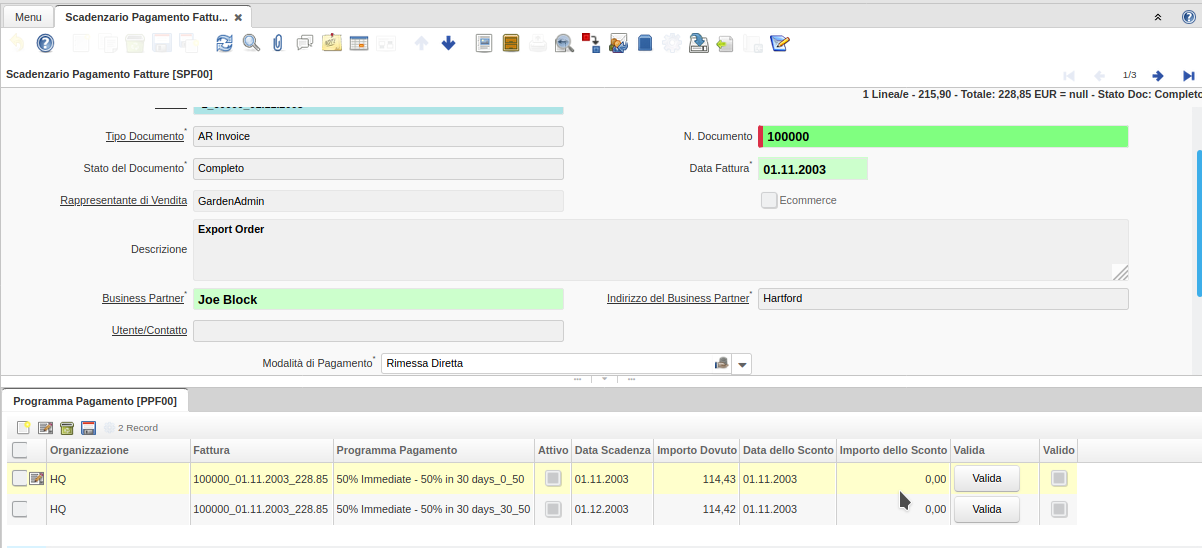 Menu
Scadenzario Pagamento Fattu...
Scadenzario Pagamento Fatture [SPF00]
1/3
1 Linea/e - 215,90 - Totale: 228,85 EUR = null - Stato Doc: Completo
Tipo Documento* AR Invoice N. Documento 100000
Stato del Documento* Completo Data Fattura* 01.11.2003
Rappresentante di Vendita GardenAdmin Ecommerce
Descrizione Export Order
Business Partner* Joe Block Indirizzo del Business Partner* Hartford
Utente/Contatto
Modalità di Pagamento* Rimessa Diretta
Programma Pagamento [PPF00]
2 Record
Organizzazione Fattura Programma Pagamento Attivo Data Scadenza Importo Dovuto Data dello Sconto Importo dello Sconto Valida Valido
HQ 100000_01.11.2003_228.85 50% Immediate - 50% in 30 days_0_50 01.11.2003 114,43 01.11.2003 0,00 Valida
HQ 100000_01.11.2003_228.85 50% Immediate - 50% in 30 days_30_50 01.12.2003 114,42 01.11.2003 0,00 Valida